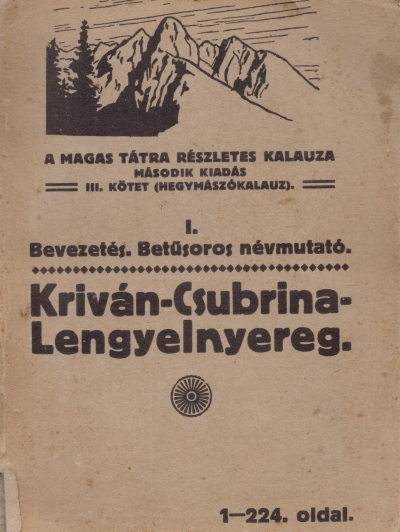 A MAGAS TÁTRA RÉSZLETES KALAUZA
MÁSODIK KIADÁS
III. KÖTET (HEGYMÁSZÓKALAUZ).
I.
Bevezetés. Betűsoros névmutató.
Kriván-Csubrina-
Lengyelnyereg.
1—224. oldal.